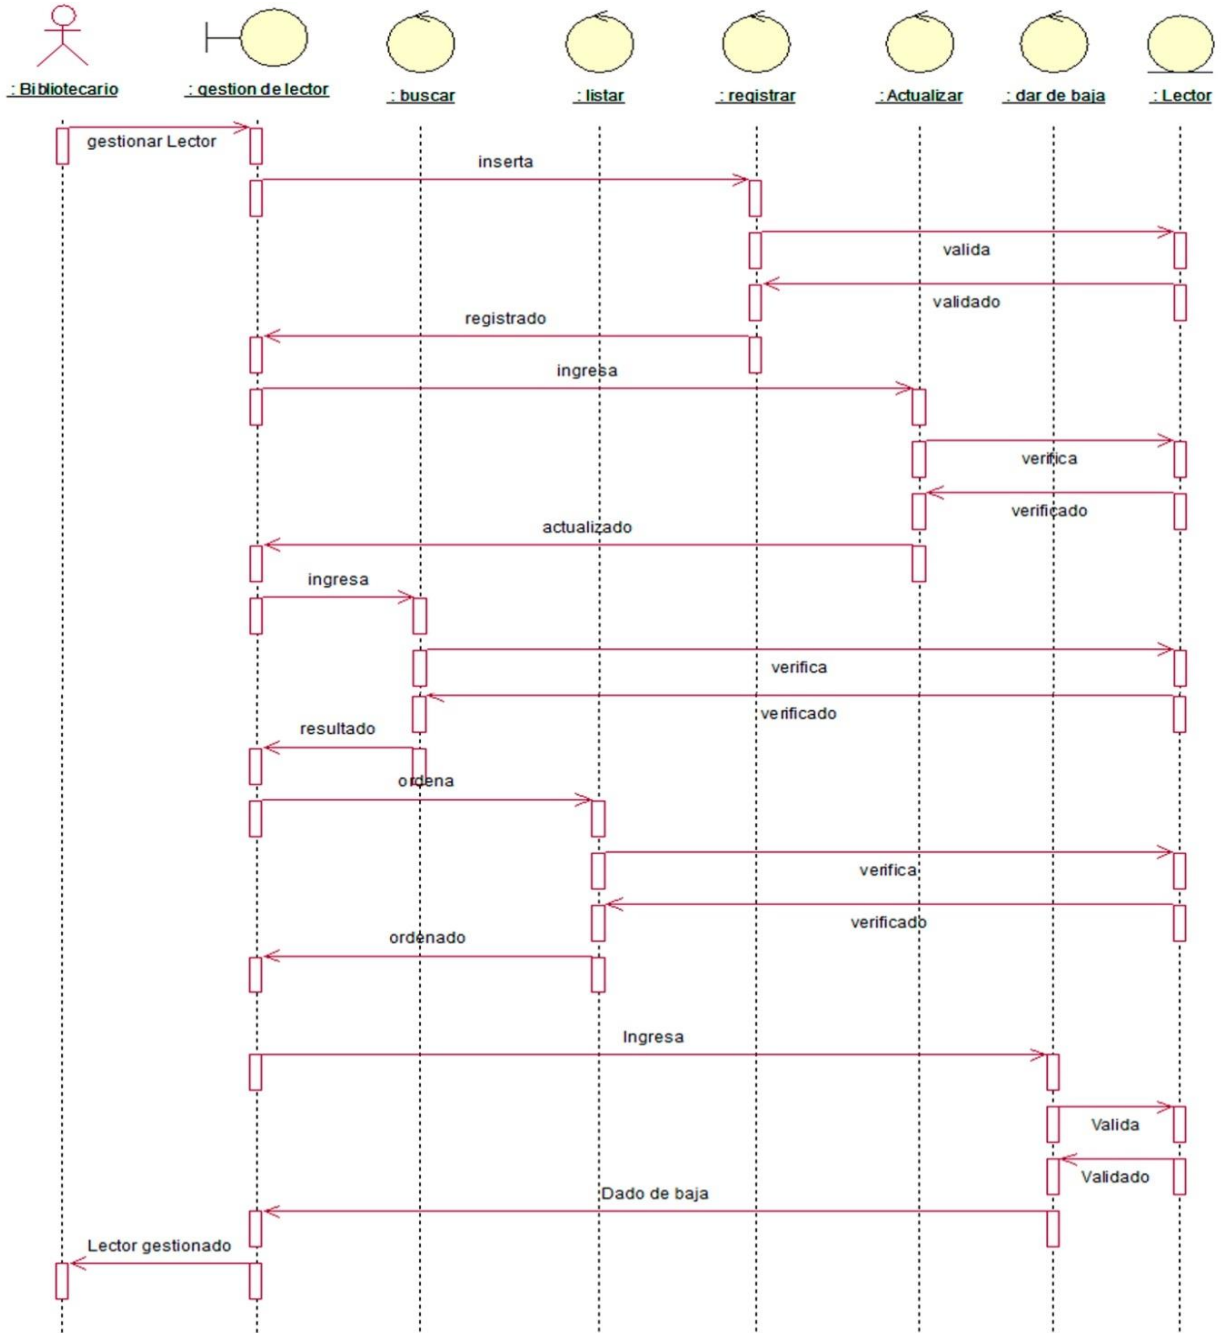 : Bibliotecario
: gestion de lector
: buscar
: listar
: registrar
: Actualizar
: dar de baja
: Lector
gestionar Lector
inserta
valida
validado
registrado
ingresa
verifica
verificado
actualizado
ingresa
verifica
verificado
resultado
ordena
verifica
verificado
ordenado
Ingresa
Valida
Validado
Dado de baja
Lector gestionado